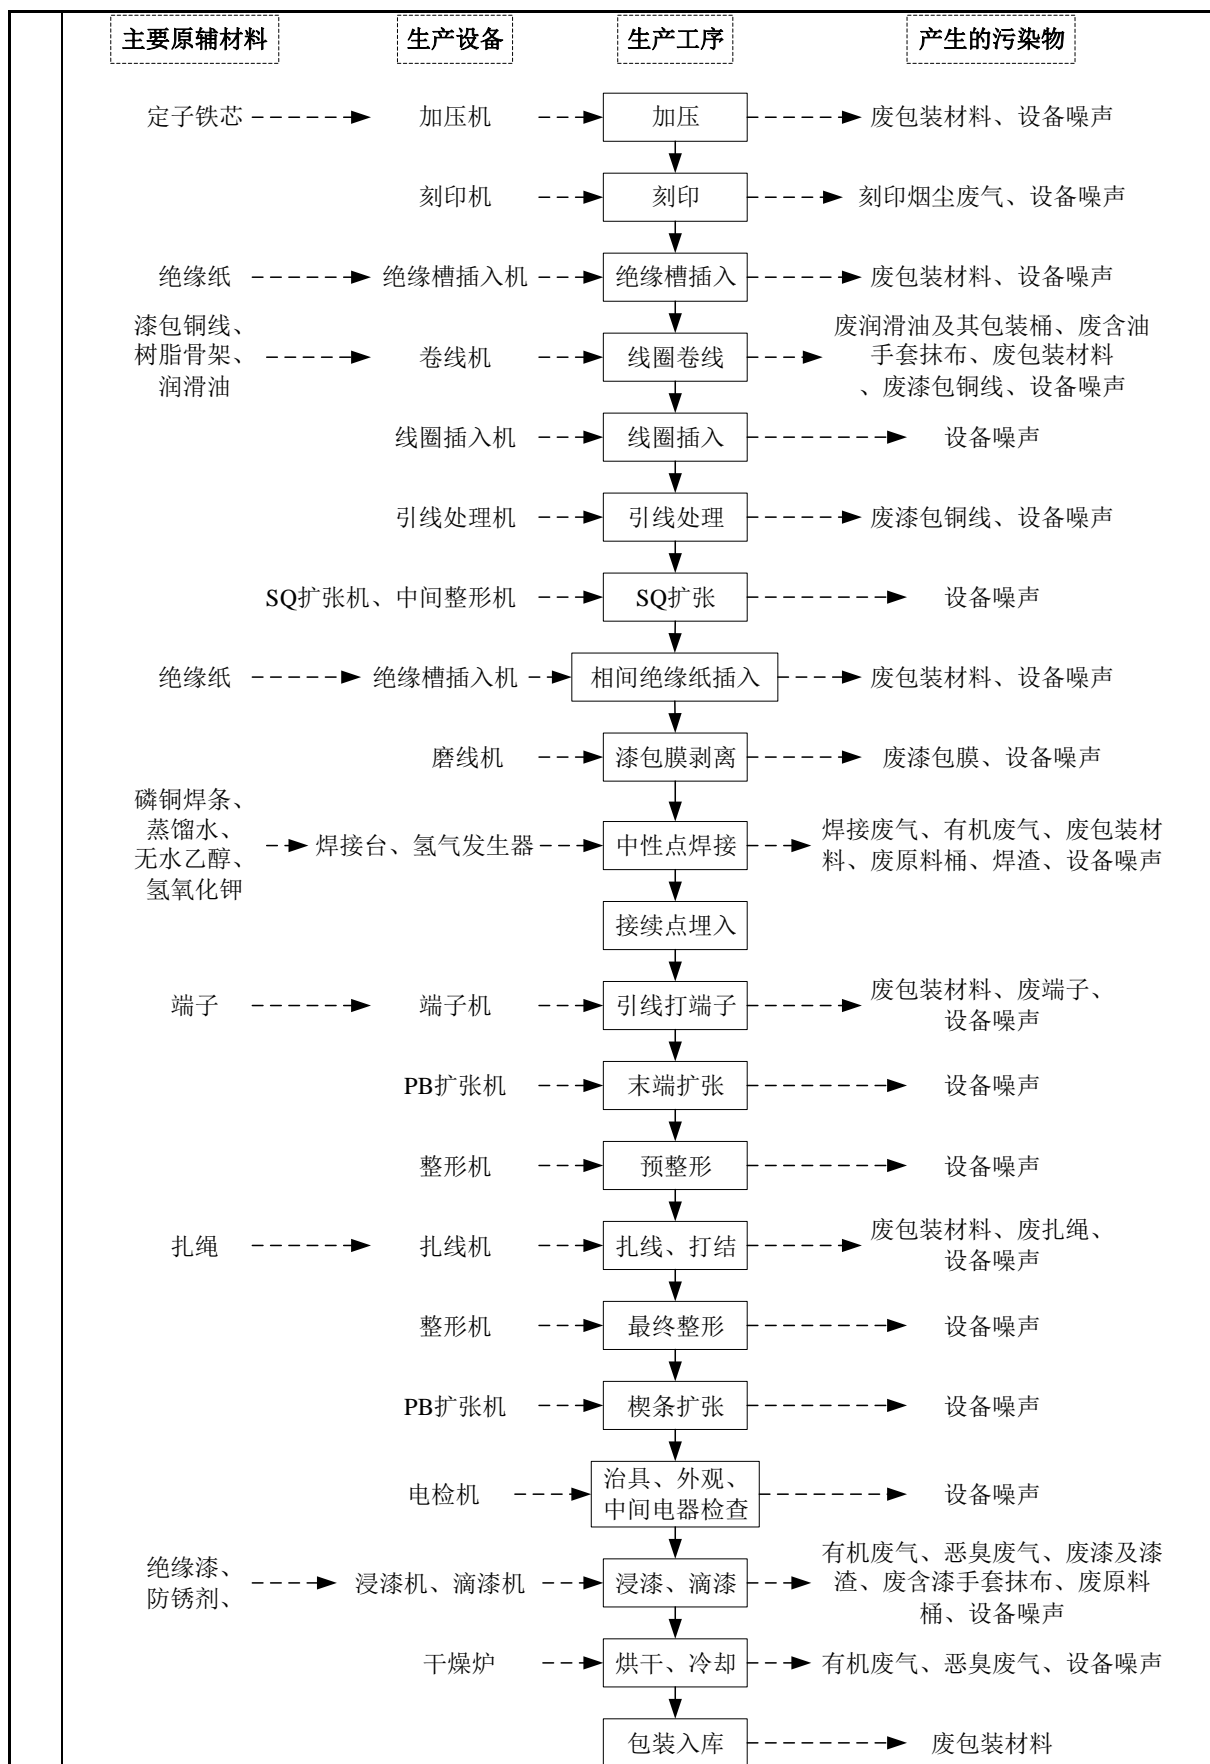 主要原辅材料
生产设备
生产工序
产生的污染物
定子铁芯
加压机
加压
废包装材料、设备噪声
刻印机
刻印
刻印烟尘废气、设备噪声
绝缘纸
绝缘槽插入机
绝缘槽插入
废包装材料、设备噪声
漆包铜线、
树脂骨架、
润滑油
卷线机
线圈卷线
废润滑油及其包装桶、废含油
手套抹布、废包装材料
、废漆包铜线、设备噪声
线圈插入机
线圈插入
设备噪声
引线处理机
引线处理
废漆包铜线、设备噪声
SQ扩张机、中间整形机
SQ扩张
设备噪声
绝缘纸
绝缘槽插入机
相间绝缘纸插入
废包装材料、设备噪声
磨线机
漆包膜剥离
废漆包膜、设备噪声
磷铜焊条、
蒸馏水、
无水乙醇、
氢氧化钾
焊接台、氢气发生器
中性点焊接
焊接废气、有机废气、废包装材
料、废原料桶、焊渣、设备噪声
接续点埋入
端子
端子机
引线打端子
废包装材料、废端子、
设备噪声
PB扩张机
末端扩张
设备噪声
整形机
预整形
设备噪声
扎绳
扎线机
扎线、打结
废包装材料、废扎绳、
设备噪声
整形机
最终整形
设备噪声
PB扩张机
楔条扩张
设备噪声
电检机
治具、外观、
中间电器检查
设备噪声
绝缘漆、
防锈剂、
浸漆机、滴漆机
浸漆、滴漆
有机废气、恶臭废气、废漆及漆
渣、废含漆手套抹布、废原料
桶、设备噪声
干燥炉
烘干、冷却
有机废气、恶臭废气、设备噪声
包装入库
废包装材料